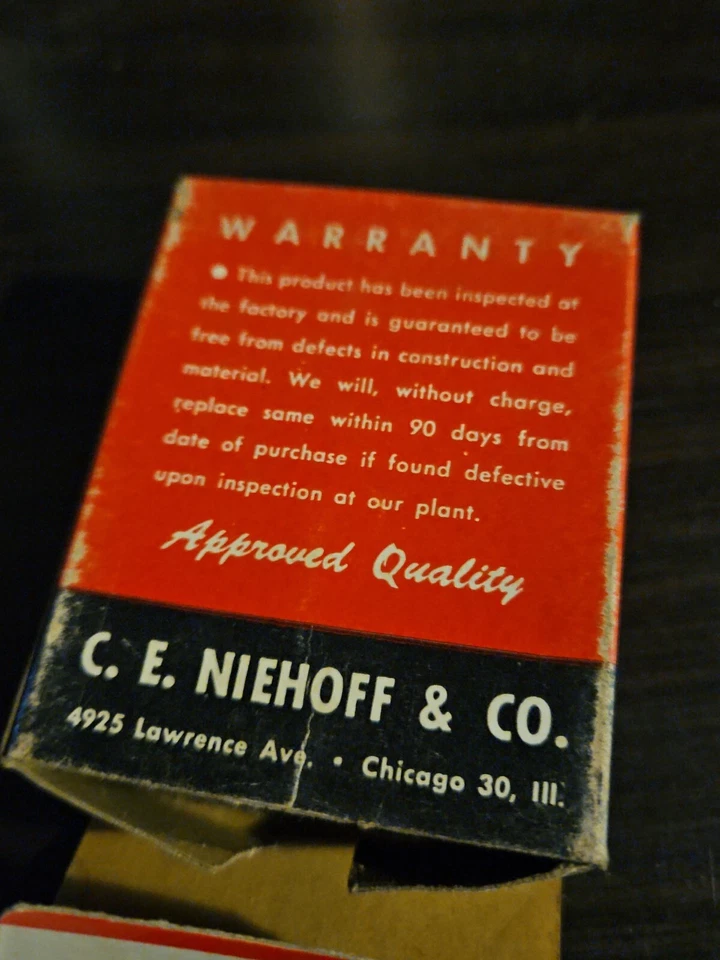 WARRANTY
● This product has been inspected at
the factory and is guaranteed to be
free from defects in construction and
material. We will, without charge,
replace same within 90 days from
date of purchase if found defective
upon inspection at our plant.
Approved Quality
C. E. NIEHOFF & CO.
4925 Lawrence Ave. • Chicago 30, Ill.